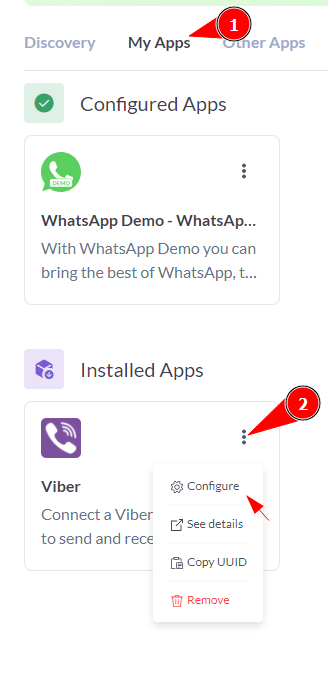 1
Discovery My Apps Other Apps
Configured Apps
DEMO
WhatsApp Demo - WhatsAp...
With WhatsApp Demo you can
bring the best of WhatsApp, t...
Installed Apps
2
Viber
Connect a Viber
to send and rece
Configure
See details
Copy UUID
Remove